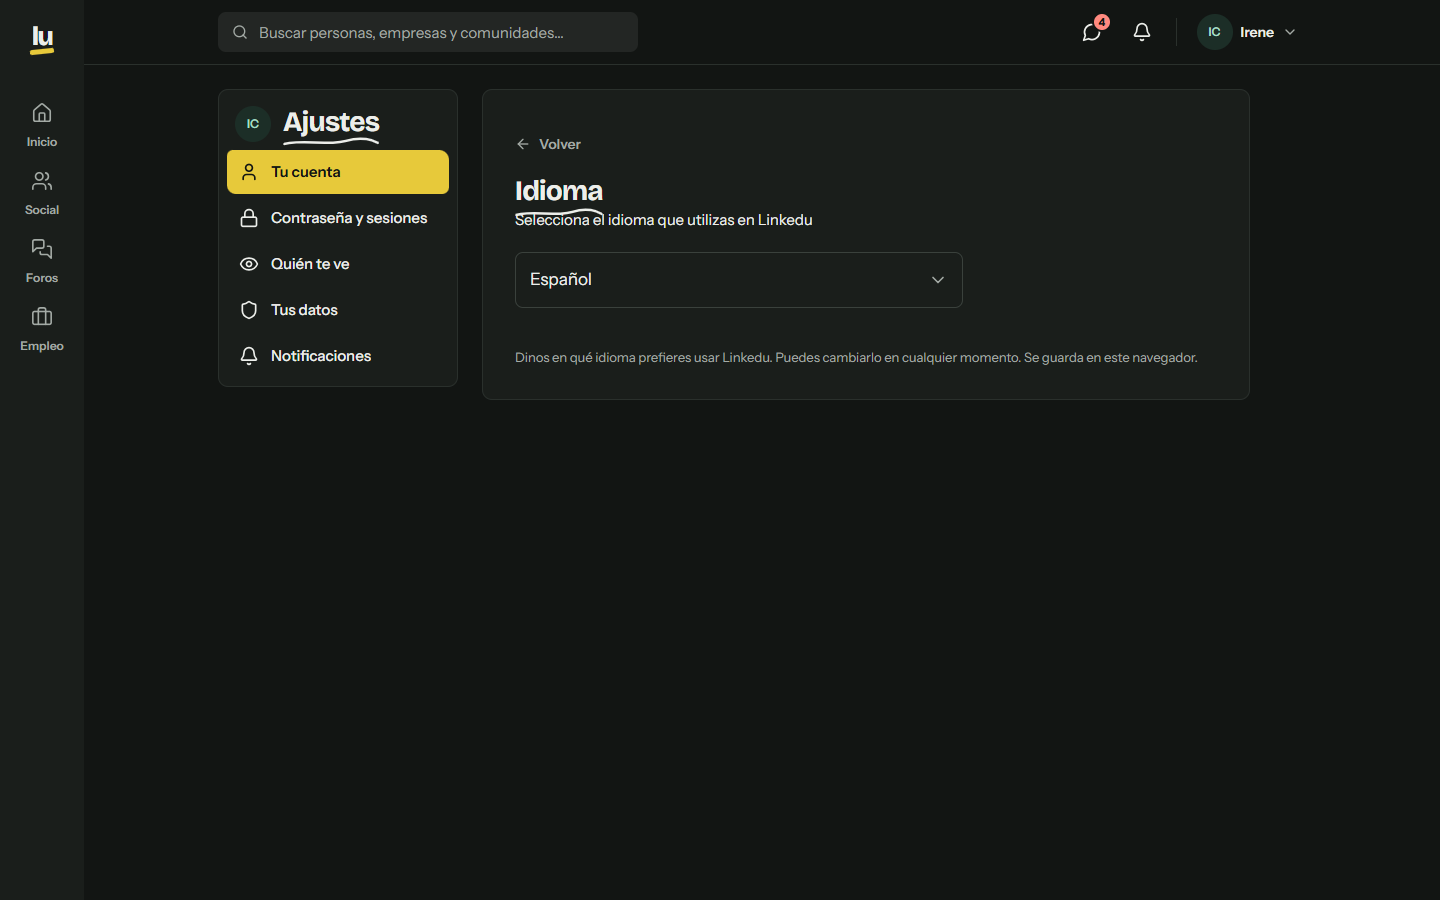 lu
Inicio
Social
Foros
Empleo
Buscar personas, empresas y comunidades...
4
IC
Irene
IC
Ajustes
Tu cuenta
Contraseña y sesiones
Quién te ve
Tus datos
Notificaciones
Volver
Idioma
Selecciona el idioma que utilizas en Linkedu
Español
Dinos en qué idioma prefieres usar Linkedu. Puedes cambiarlo en cualquier momento. Se guarda en este navegador.